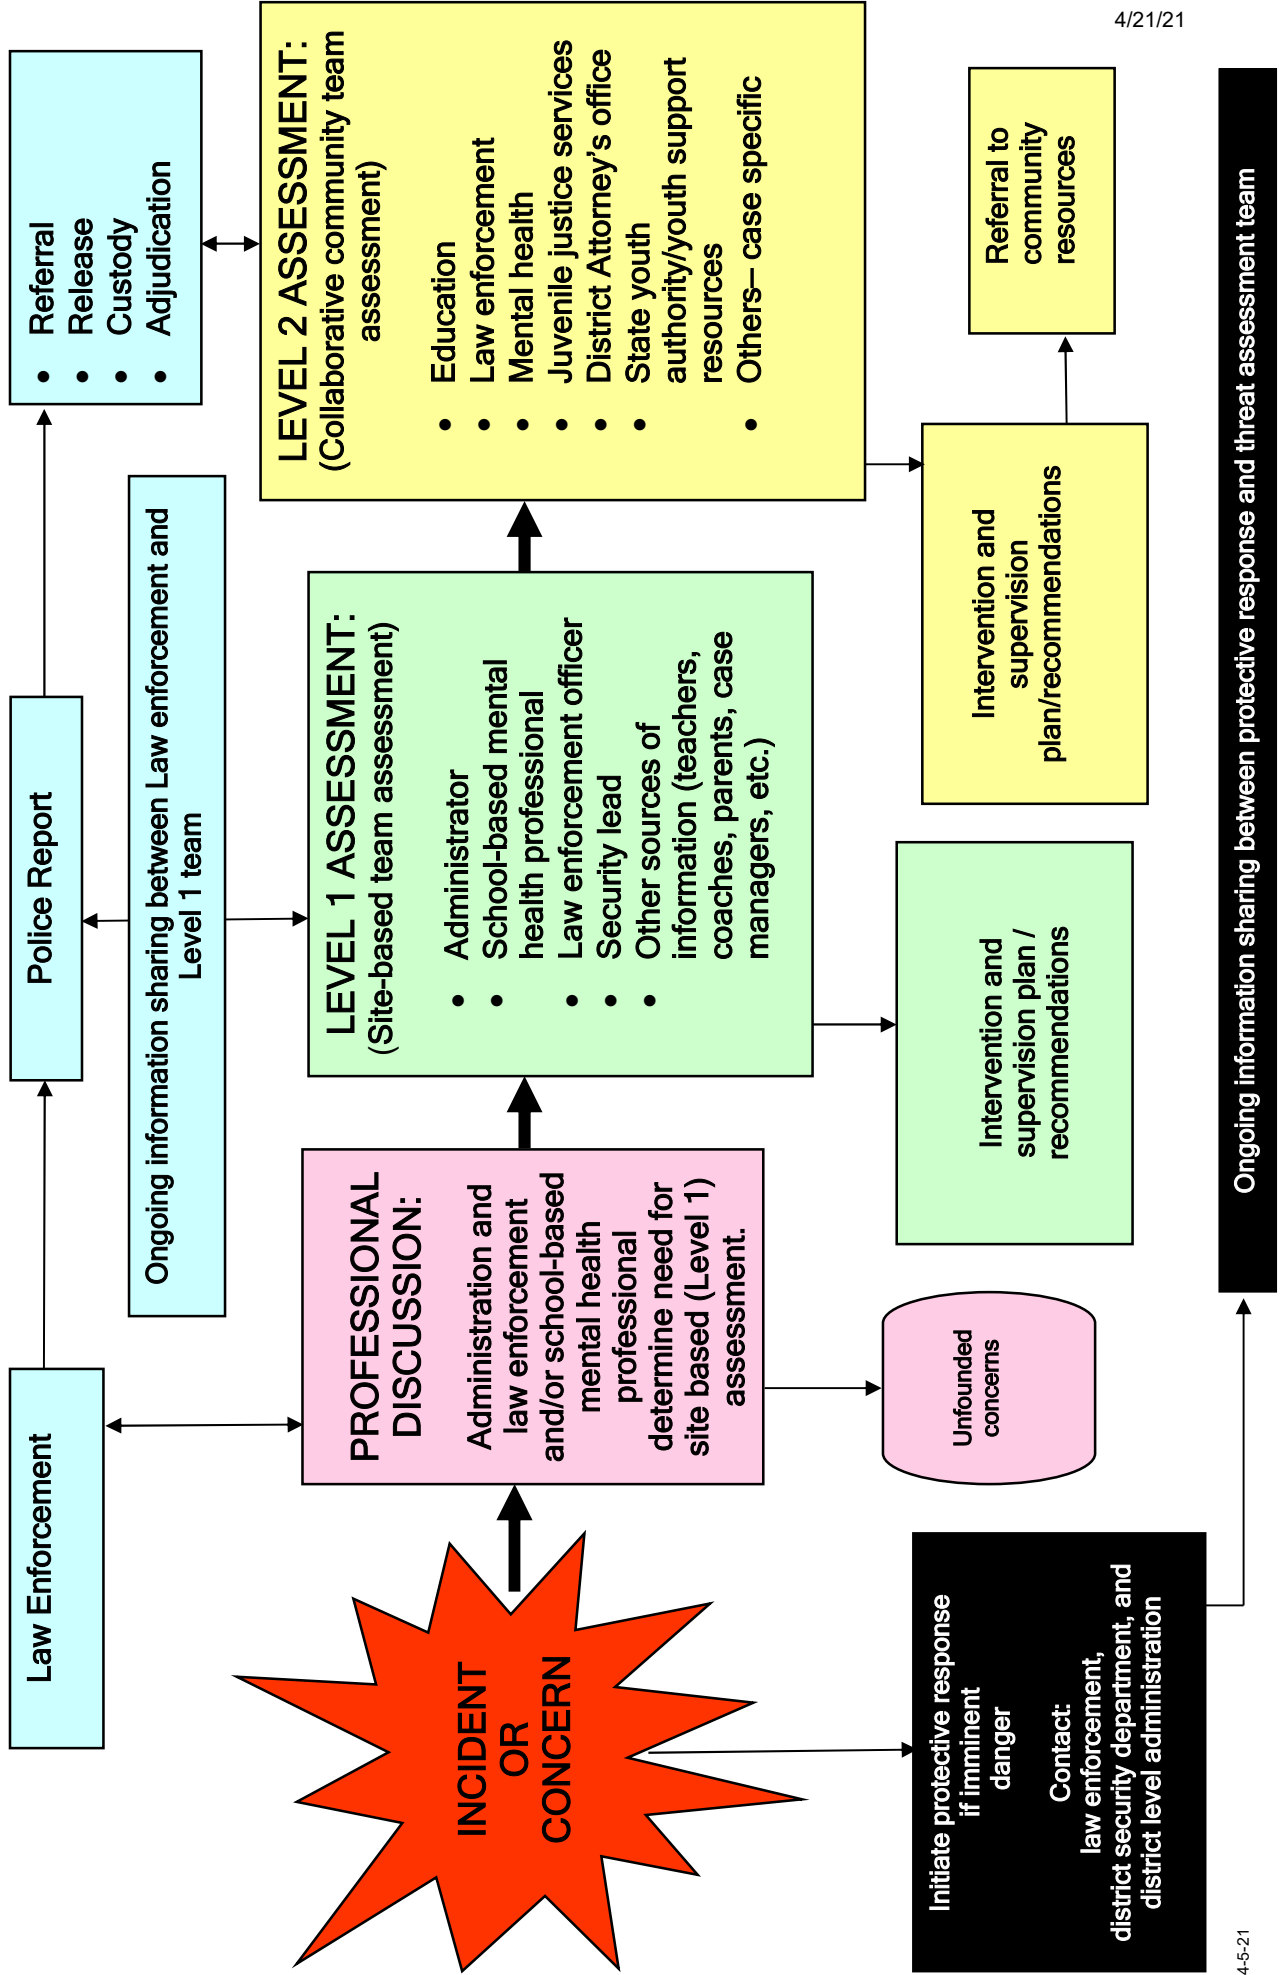 Law Enforcement
Police Report
• Referral
• Release
• Custody
• Adjudication
Ongoing information sharing between Law enforcement and
Level 1 team
INCIDENT
OR
CONCERN
PROFESSIONAL
DISCUSSION:
Administration and
law enforcement
and/or school-based
mental health
professional
determine need for
site based (Level 1)
assessment.
LEVEL 1 ASSESSMENT:
(Site-based team assessment)
• Administrator
• School-based mental
health professional
• Law enforcement officer
• Security lead
• Other sources of
information (teachers,
coaches, parents, case
managers, etc.)
LEVEL 2 ASSESSMENT:
(Collaborative community team
assessment)
• Education
• Law enforcement
• Mental health
• Juvenile justice services
• District Attorney’s office
• State youth
authority/youth support
resources
• Others– case specific
Initiate protective response
if imminent
danger
Contact:
law enforcement,
district security department, and
district level administration
Unfounded
concerns
Intervention and
supervision plan /
recommendations
Intervention and
supervision
plan/recommendations
Referral to
community
resources
Ongoing information sharing between protective response and threat assessment team
4-5-21
4/21/21